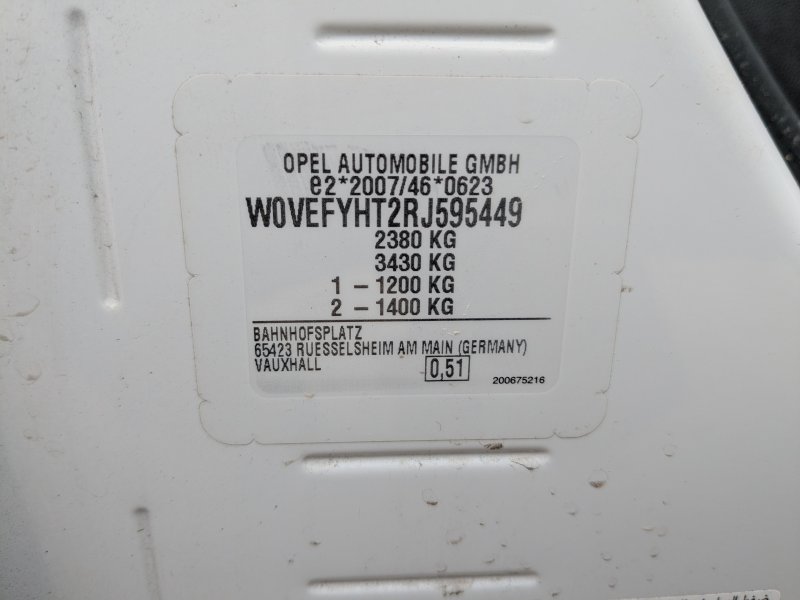 OPEL AUTOMOBILE GMBH
e2*2007/46*0623
W0VEFYHT2RJ595449
2380 KG
3430 KG
1 – 1200 KG
2 – 1400 KG
BAHNHOFSPLATZ
65423 RUESSELSHEIM AM MAIN (GERMANY)
VAUXHALL
0,51
200675216